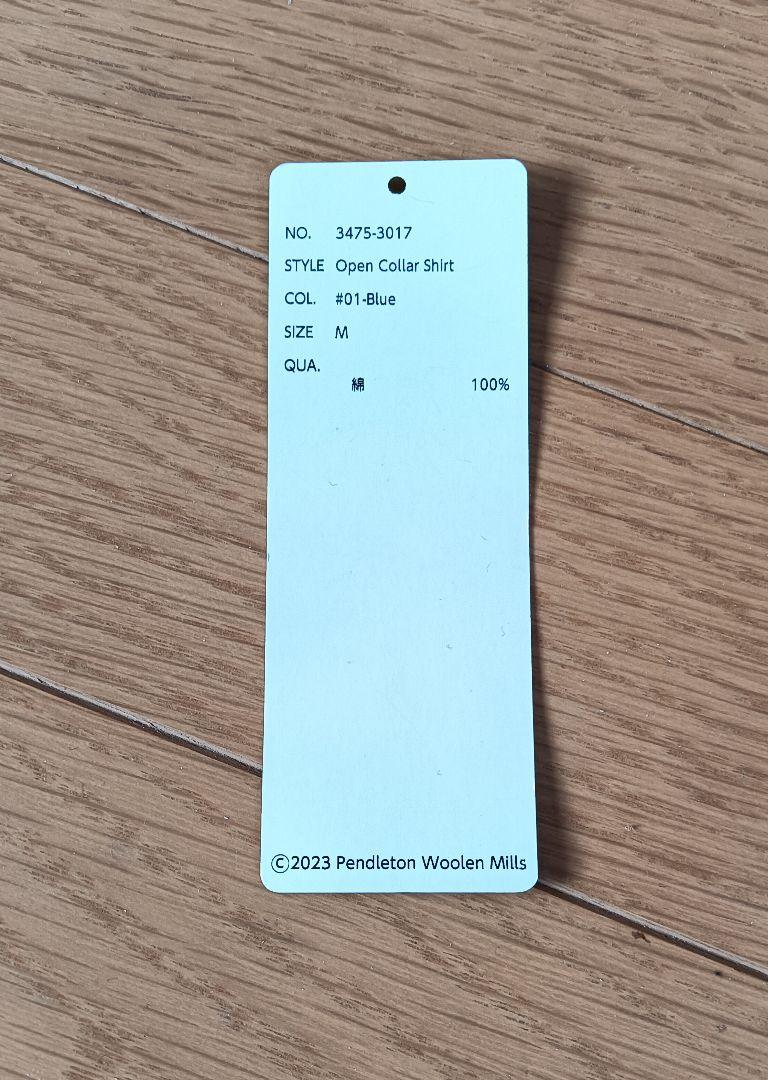 NO. 3475-3017
STYLE Open Collar Shirt
COL. #01-Blue
SIZE M
QUA.
綿 100%
©2023 Pendleton Woolen Mills